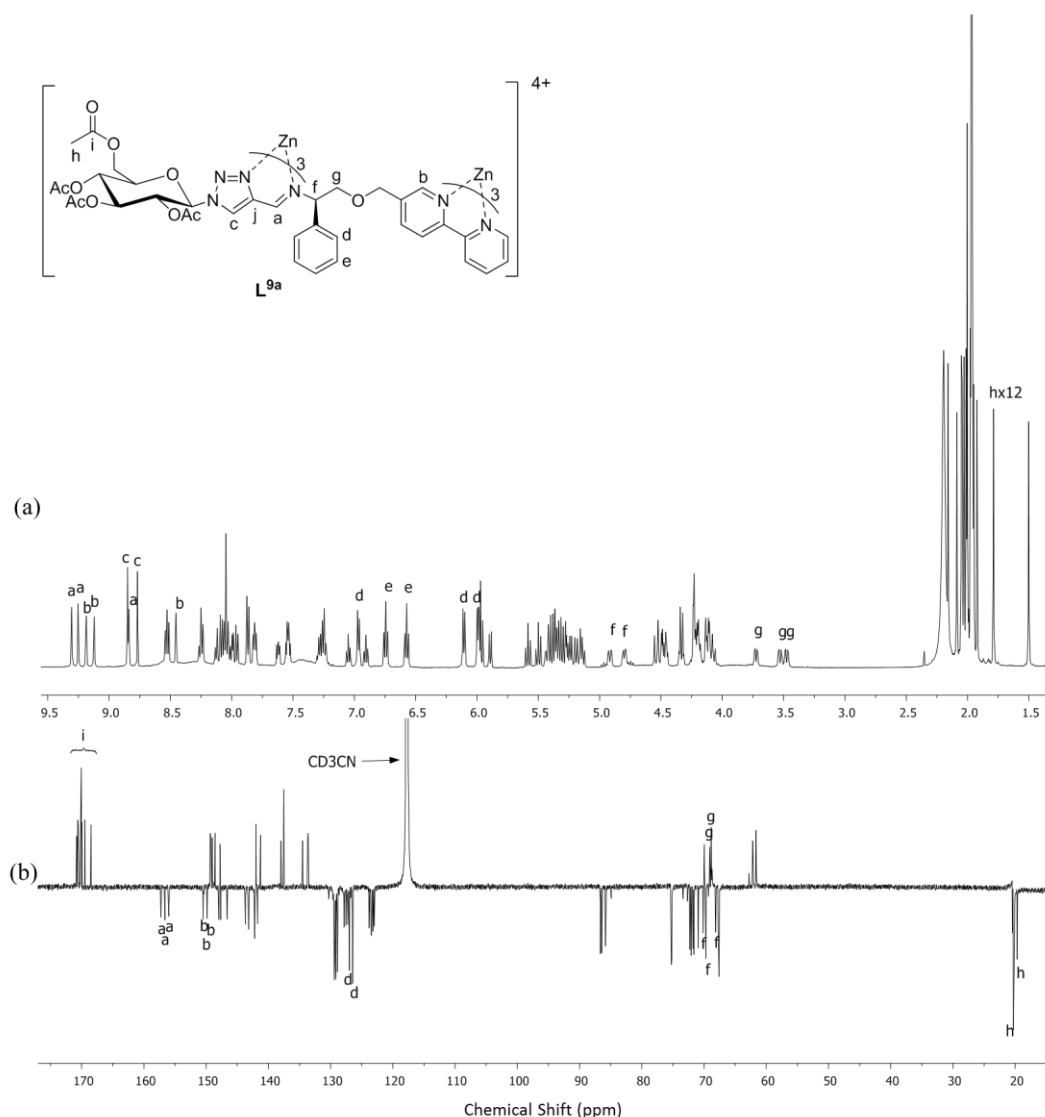 4+
O
h i O
Zn
3
g
Zn
3
AcO
O
N=N
N
N
f
O
b
N
N
AcO
OAc
N
c j a
d
e
L9a
hx12
(a)
c c
a a b b a b d e e d d f f g g g
9.5 9.0 8.5 8.0 7.5 7.0 6.5 6.0 5.5 5.0 4.5 4.0 3.5 3.0 2.5 2.0 1.5
i
CD3CN
g
g
(b)
a a a
b b b
d d
f f f
h h
170 160 150 140 130 120 110 100 90 80 70 60 50 40 30 20
Chemical Shift (ppm)